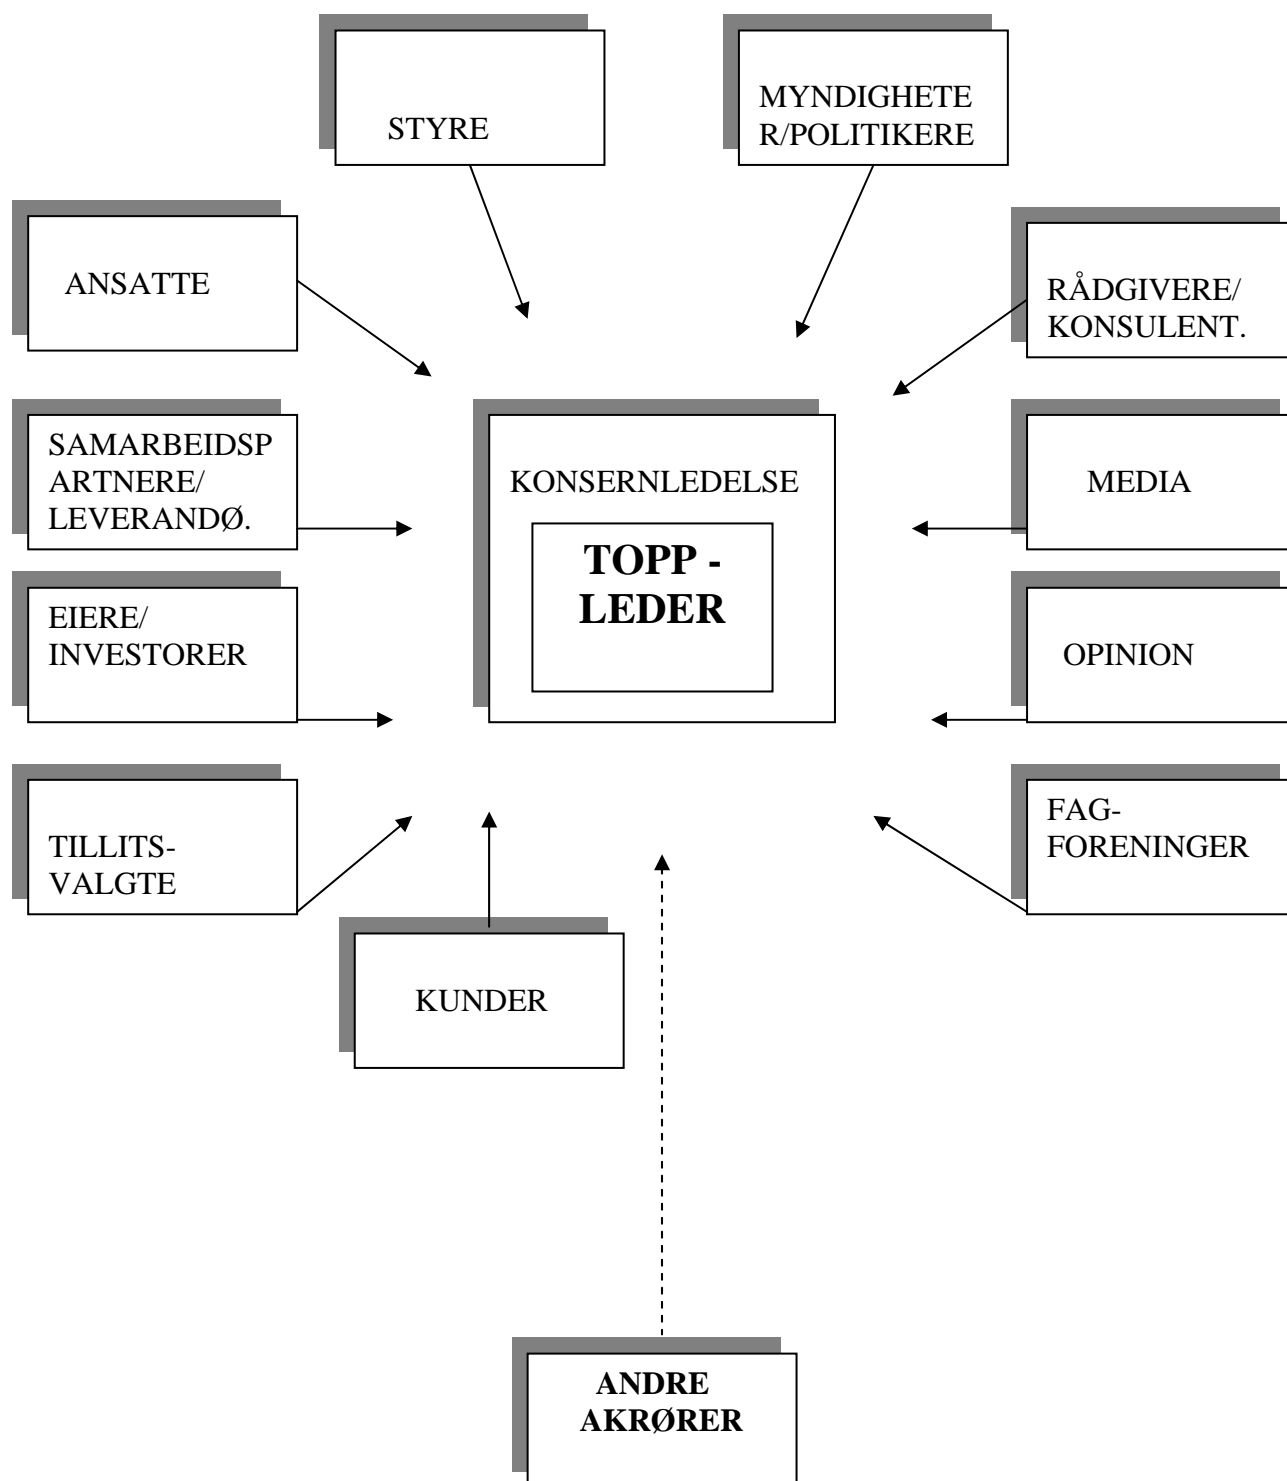 STYRE
MYNDIGHETE
R/POLITIKERE
ANSATTE
RÅDGIVERE/
KONSULENT.
SAMARBEIDSP
ARTNERE/
LEVERANDØ.
KONSERNLEDELSE
TOPP -
LEDER
MEDIA
EIERE/
INVESTORER
OPINION
TILLITS-
VALGTE
FAG-
FORENINGER
KUNDER
ANDRE
AKRØRER